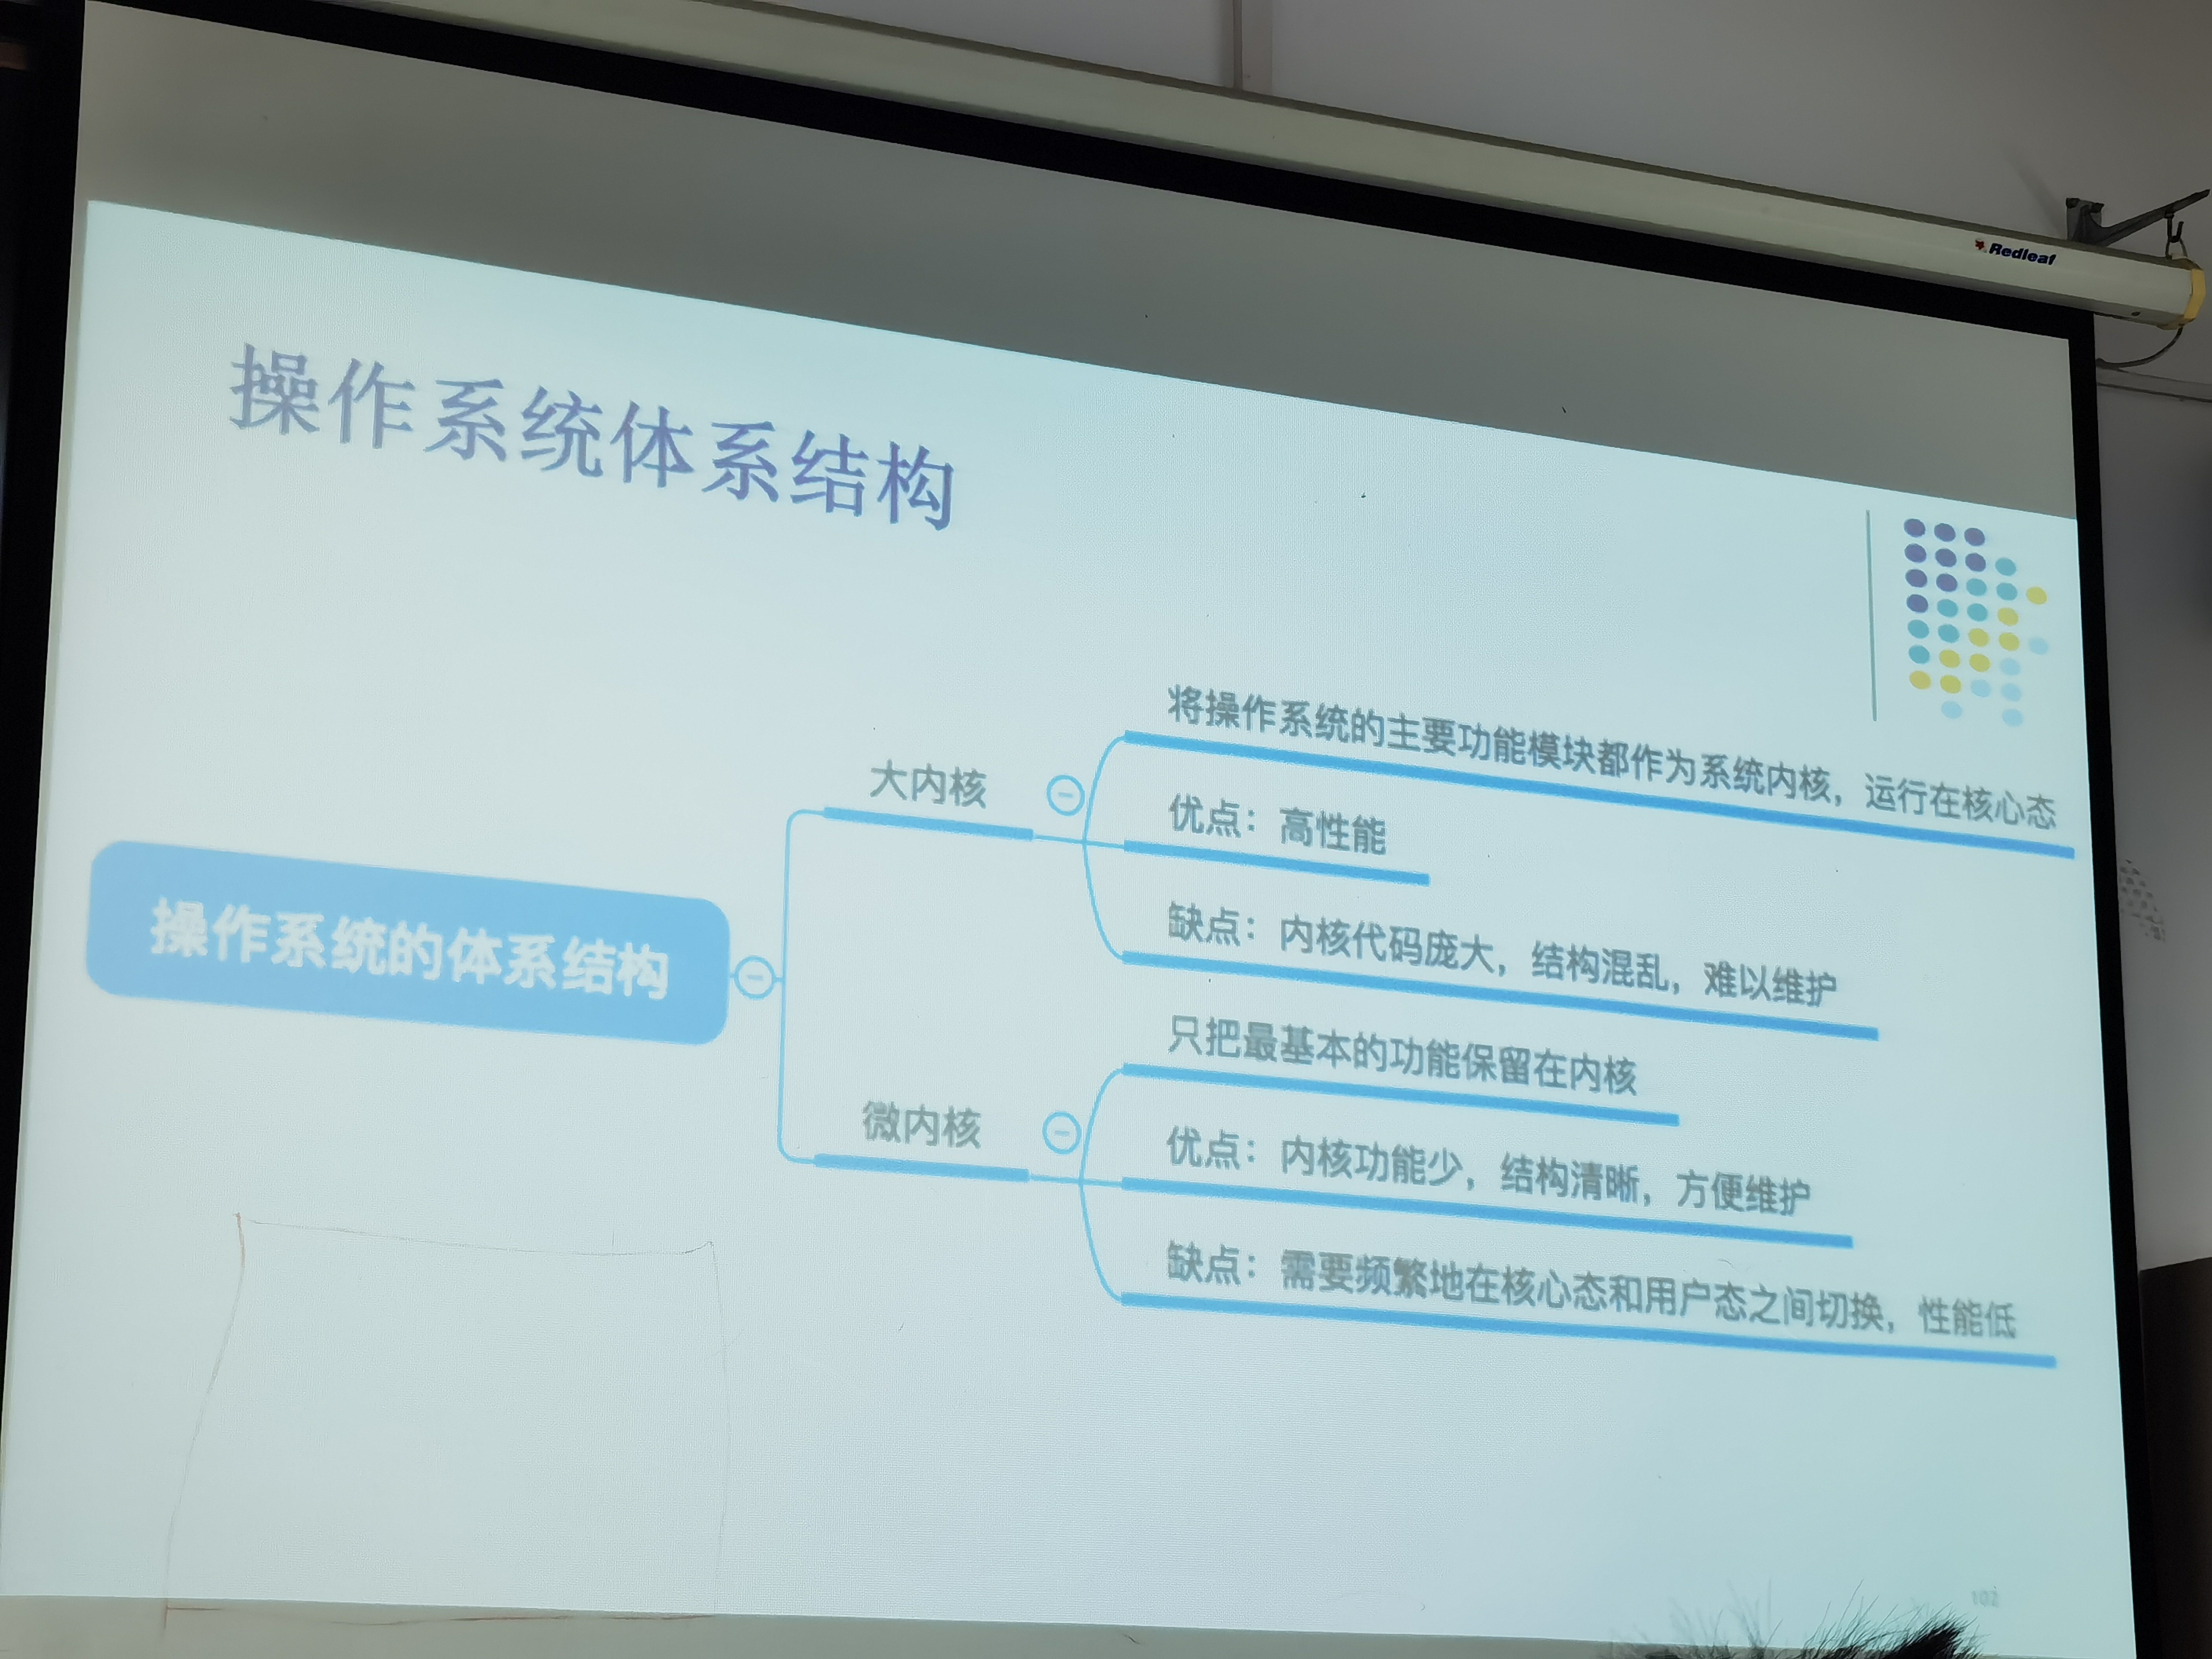 Redleaf
操作系统体系结构
操作系统的体系结构
大内核
将操作系统的主要功能模块都作为系统内核，运行在核心态
优点：高性能
缺点：内核代码庞大，结构混乱，难以维护
微内核
只把最基本的功能保留在内核
优点：内核功能少，结构清晰，方便维护
缺点：需要频繁地在核心态和用户态之间切换，性能低
102